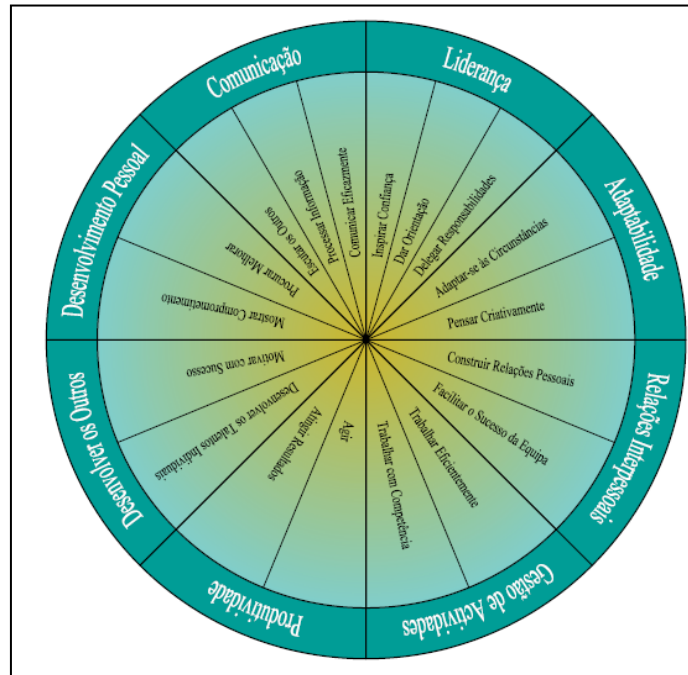 Comunicação
Liderança
Adaptabilidade
Relações Interpessoais
Gestão de Actividades
Produtividade
Desenvolver os Outros
Desenvolvimento Pessoal
Escutar os Outros
Processar Informação
Comunicar Eficazmente
Inspirar Confiança
Dar Orientação
Delegar Responsabilidades
Adaptar-se às Circunstâncias
Pensar Criativamente
Construir Relações Pessoais
Facilitar o Sucesso da Equipa
Trabalhar Eficientemente
Trabalhar com Competência
Agir
Atingir Resultados
Desenvolver os Talentos Individuais
Motivar com Sucesso
Mostrar Comprometimento
Procurar Melhorar